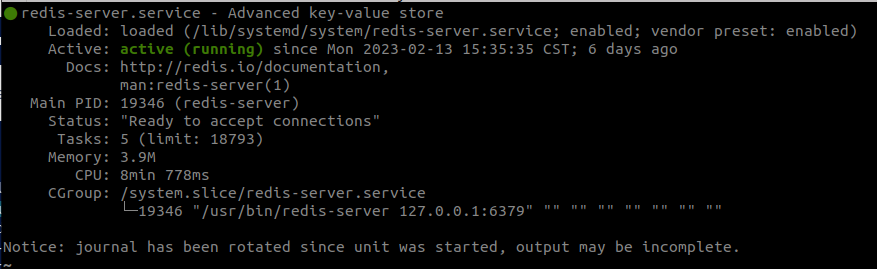 ●redis-server.service - Advanced key-value store
Loaded: loaded (/lib/systemd/system/redis-server.service; enabled; vendor preset: enabled)
Active: active (running) since Mon 2023-02-13 15:35:35 CST; 6 days ago
Docs: http://redis.io/documentation,
man:redis-server(1)
Main PID: 19346 (redis-server)
Status: "Ready to accept connections"
Tasks: 5 (limit: 18793)
Memory: 3.9M
CPU: 8min 778ms
CGroup: /system.slice/redis-server.service
└─19346 "/usr/bin/redis-server 127.0.0.1:6379" "" "" "" "" "" "" ""
Notice: journal has been rotated since unit was started, output may be incomplete.
~